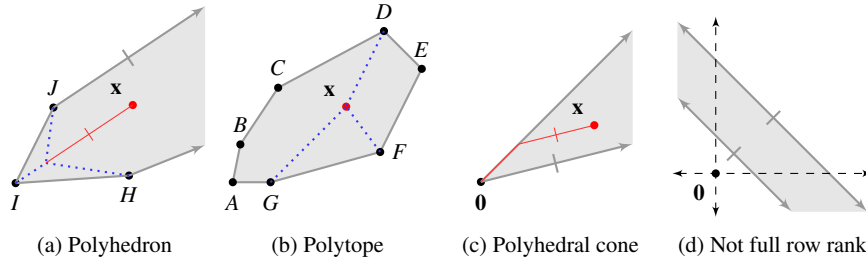 J
x
I
H
D
E
C
x
B
F
A
G
x
0
0
(a) Polyhedron
(b) Polytope
(c) Polyhedral cone
(d) Not full row rank